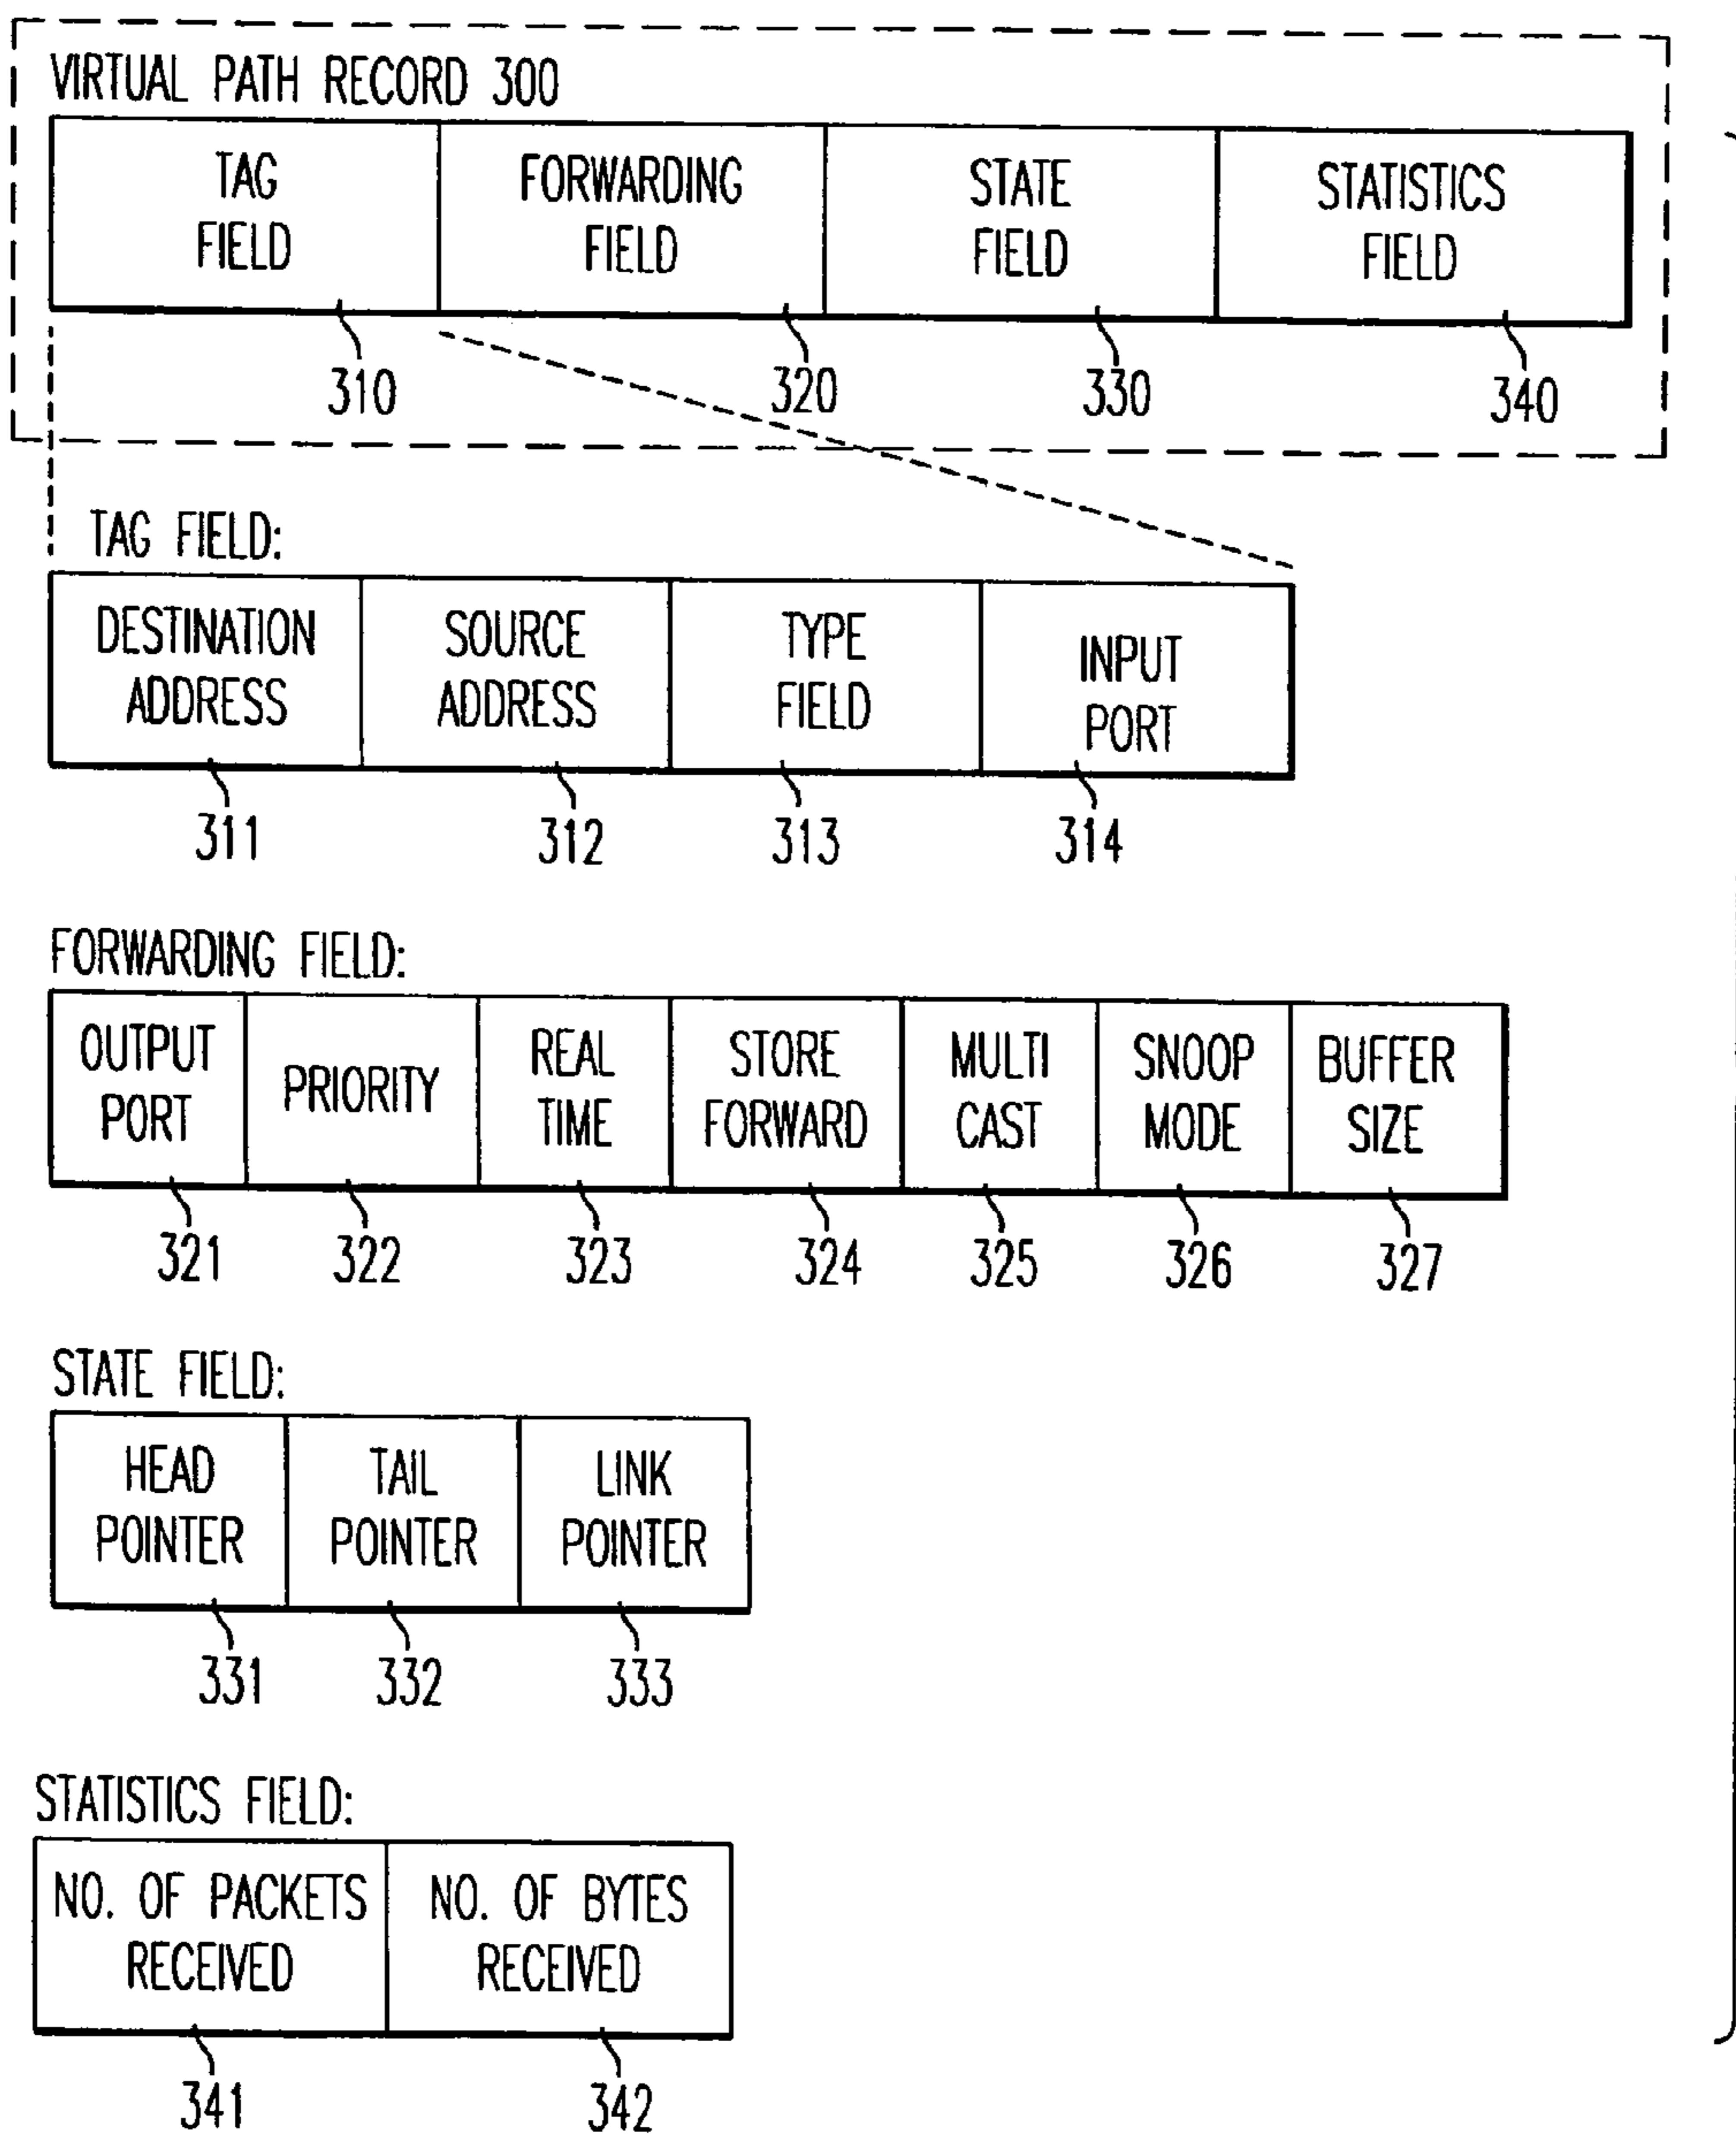 VIRTUAL PATH RECORD 300
TAG
FIELD
FORWARDING
FIELD
STATE
FIELD
STATISTICS
FIELD
310
320
330
340
TAG FIELD:
DESTINATION
ADDRESS
SOURCE
ADDRESS
TYPE
FIELD
INPUT
PORT
311
312
313
314
FORWARDING FIELD:
OUTPUT
PORT
PRIORITY
REAL
TIME
STORE
FORWARD
MULTI
CAST
SNOOP
MODE
BUFFER
SIZE
321
322
323
324
325
326
327
STATE FIELD:
HEAD
POINTER
TAIL
POINTER
LINK
POINTER
331
332
333
STATISTICS FIELD:
NO. OF PACKETS
RECEIVED
NO. OF BYTES
RECEIVED
341
342